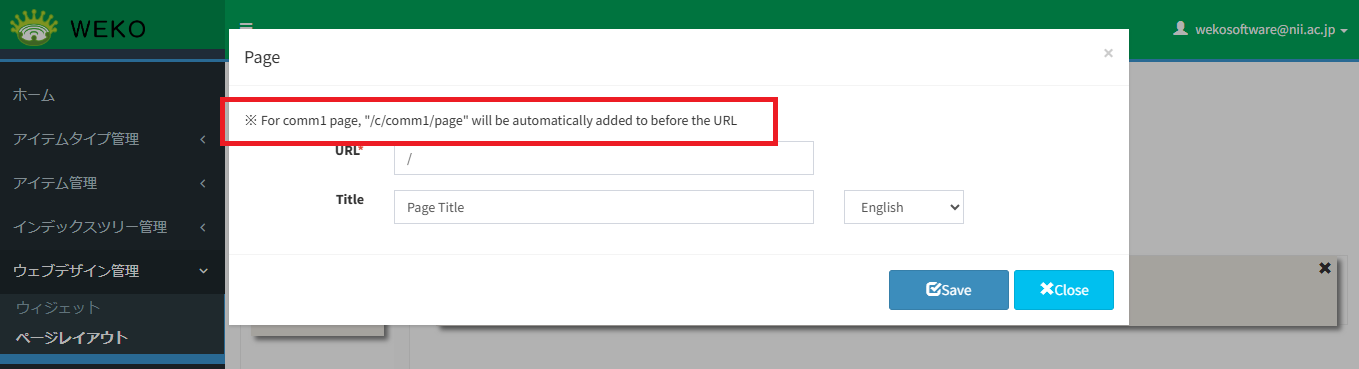 WEKO
wekosoftware@nii.ac.jp
ホーム
アイテムタイプ管理
アイテム管理
インデックスツリー管理
ウェブデザイン管理
ウィジェット
ページレイアウト
Page
×
※ For comm1 page, "/c/comm1/page" will be automatically added to before the URL
URL*
/
Title
Page Title
English
Save
Close